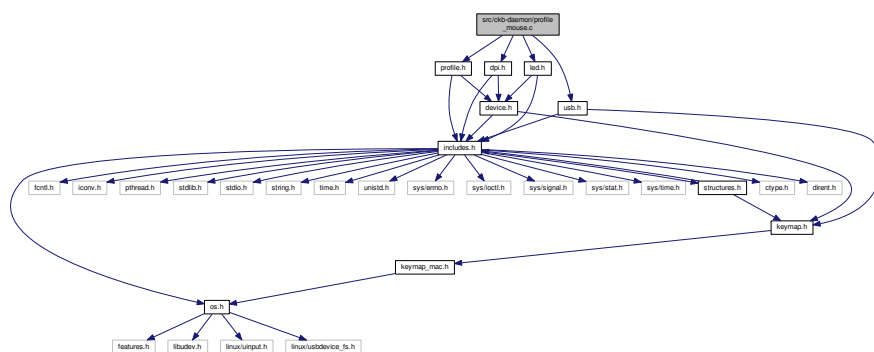 src/ckb-daemon/profile
_mouse.c
profile.h
dpi.h
led.h
device.h
usb.h
includes.h
fcntl.h
iconv.h
pthread.h
stdlib.h
stdio.h
string.h
time.h
unistd.h
sys/errno.h
sys/ioctl.h
sys/signal.h
sys/stat.h
sys/time.h
structures.h
ctype.h
dirent.h
keymap.h
keymap_mac.h
os.h
features.h
libudev.h
linux/uinput.h
linux/usbdevice_fs.h